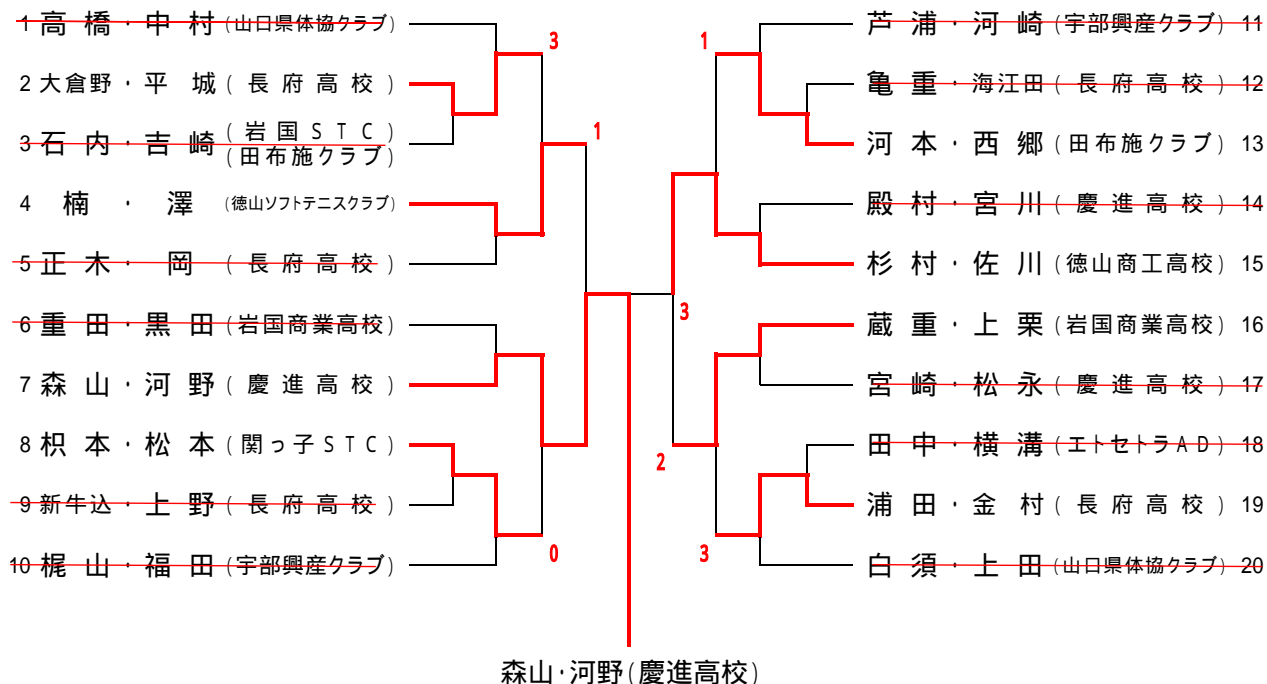 1 高橋・中村(山口県体協クラブ)
2 大倉野・平城(長府高校)
3 石内・吉崎(岩国STC)
(田布施クラブ)
4 楠・澤(徳山ソフトテニスクラブ)
5 正木・岡(長府高校)
6 重田・黒田(岩国商業高校)
7 森山・河野(慶進高校)
8 枳本・松本(関っ子STC)
9 新牛込・上野(長府高校)
10 梶山・福田(宇部興産クラブ)
3
1
0
1
3
2
3
芦浦・河崎(宇部興産クラブ) 11
亀重・海江田(長府高校) 12
河本・西郷(田布施クラブ) 13
殿村・宮川(慶進高校) 14
杉村・佐川(徳山商工高校) 15
蔵重・上栗(岩国商業高校) 16
宮崎・松永(慶進高校) 17
田中・横溝(エトセトラAD) 18
浦田・金村(長府高校) 19
白須・上田(山口県体協クラブ) 20
森山・河野(慶進高校)